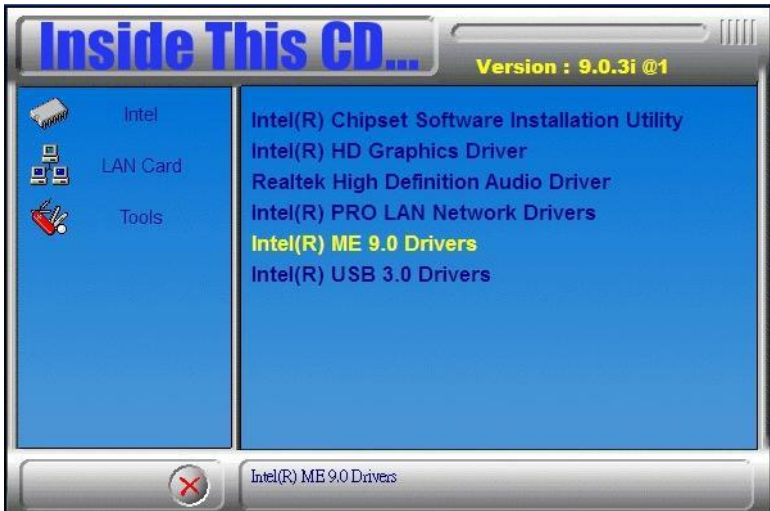 Inside This CD...
Version : 9.0.3i @1
Intel
LAN Card
Tools
Intel(R) Chipset Software Installation Utility
Intel(R) HD Graphics Driver
Realtek High Definition Audio Driver
Intel(R) PRO LAN Network Drivers
Intel(R) ME 9.0 Drivers
Intel(R) USB 3.0 Drivers
Intel(R) ME 9.0 Drivers